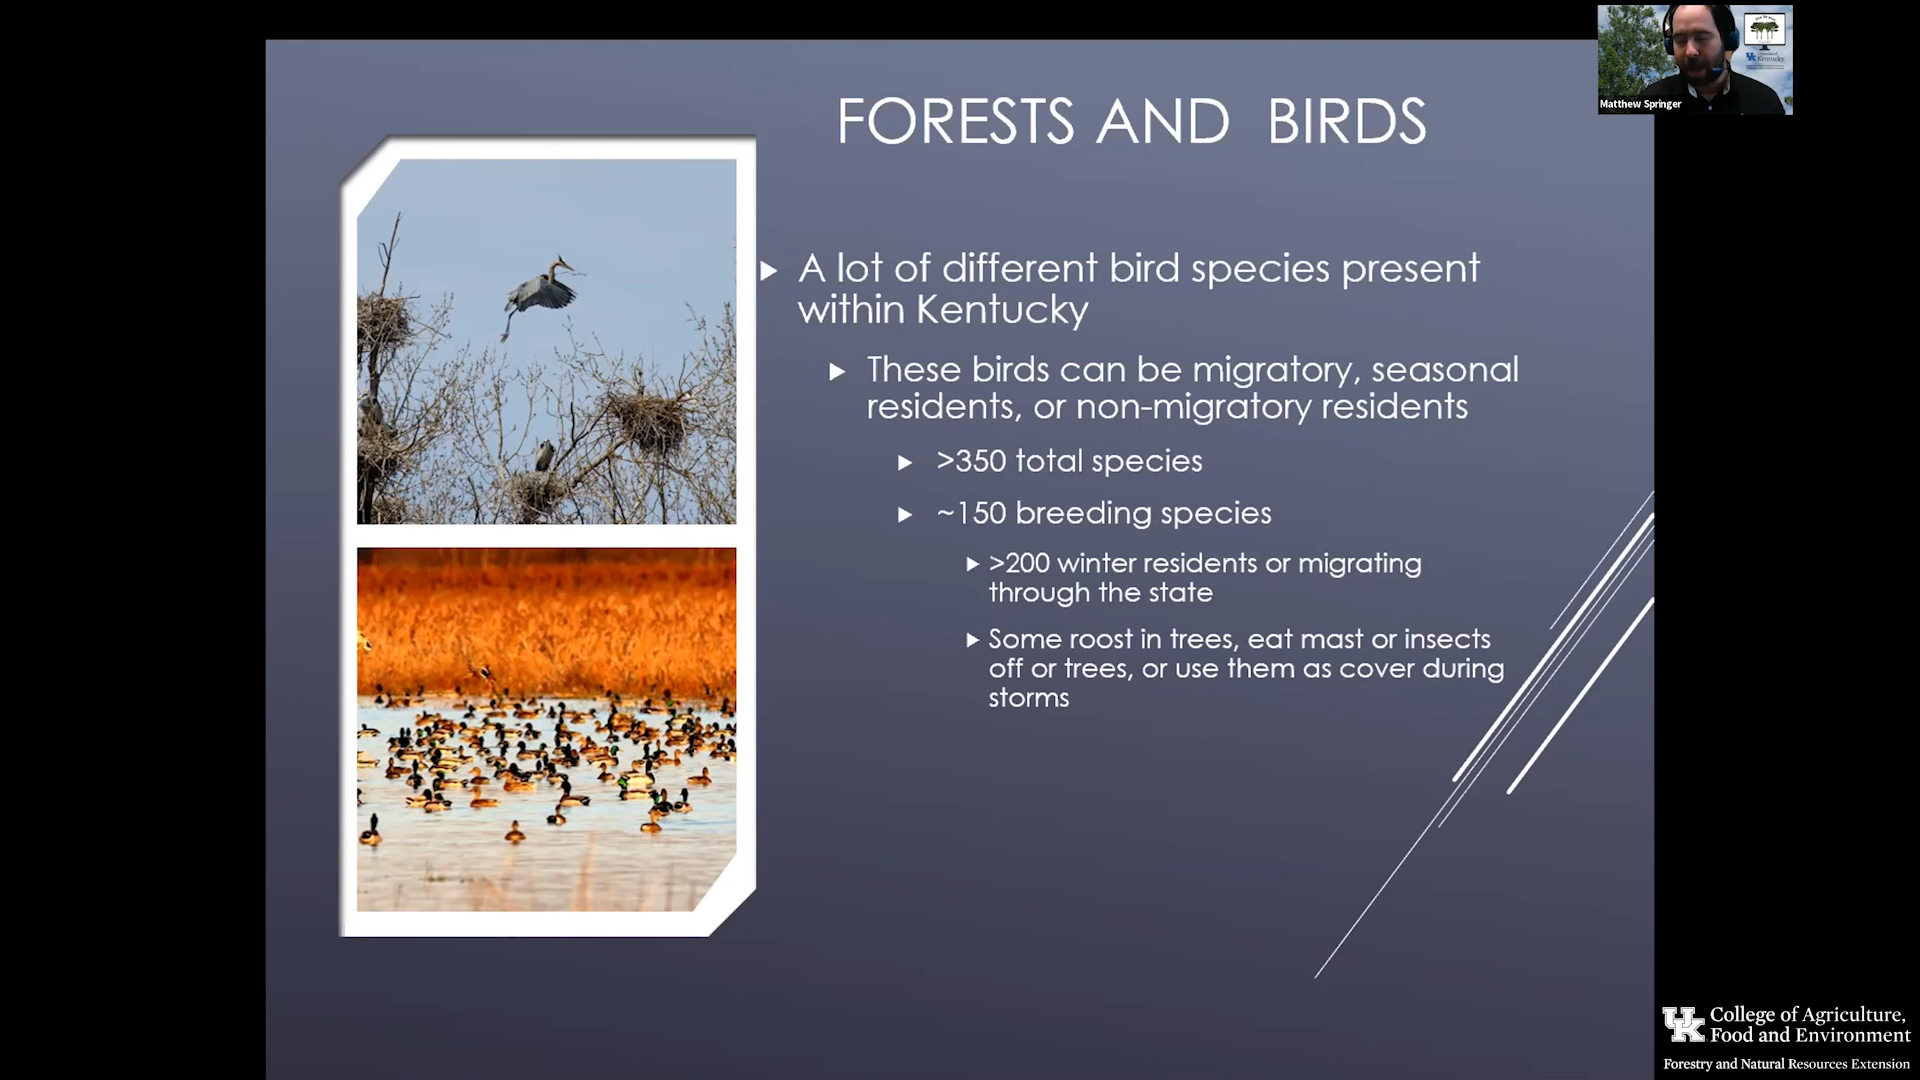 FORESTS AND BIRDS
A lot of different bird species present
within Kentucky
These birds can be migratory, seasonal
residents, or non-migratory residents
>350 total species
~150 breeding species
>200 winter residents or migrating
through the state
Some roost in trees, eat mast or insects
off or trees, or use them as cover during
storms
Kentucky
Matthew Springer
UK
College of Agriculture,
Food and Environment
Forestry and Natural Resources Extension